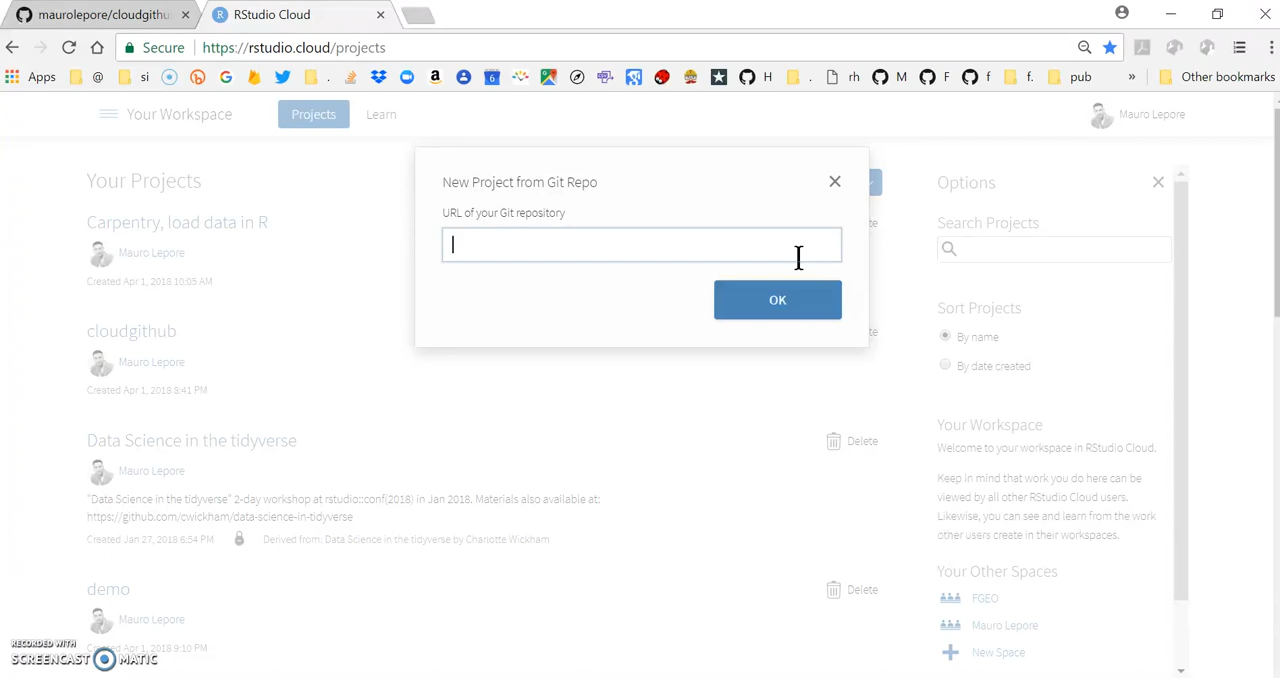 maurolepore/cloudgithu
RStudio Cloud
Secure
https://rstudio.cloud/projects
Apps
@
si
.
H
.
rh
M
F
f
f.
pub
»
Other bookmarks
Your Workspace
Projects
Learn
Mauro Lepore
Your Projects
Carpentry, load data in R
Mauro Lepore
Created Apr 1, 2018 10:05 AM
cloudgithub
Mauro Lepore
Created Apr 1, 2018 8:41 PM
Data Science in the tidyverse
Delete
Mauro Lepore
"Data Science in the tidyverse" 2-day workshop at rstudio::conf(2018) in Jan 2018. Materials also available at:
https://github.com/cwickham/data-science-in-tidyverse
Created Jan 27, 2018 6:54 PM
Derived from: Data Science in the tidyverse by Charlotte Wickham
demo
Delete
Mauro Lepore
Created Apr 1, 2018 9:10 PM
New Project from Git Repo
URL of your Git repository
OK
Options
Search Projects
Sort Projects
By name
By date created
Your Workspace
Welcome to your workspace in RStudio Cloud.
Keep in mind that work you do here can be
viewed by all other RStudio Cloud users.
Likewise, you can see and learn from the work
other users create in their workspaces.
Your Other Spaces
FGEO
Mauro Lepore
New Space
RECORDED WITH
SCREENCAST MATIC